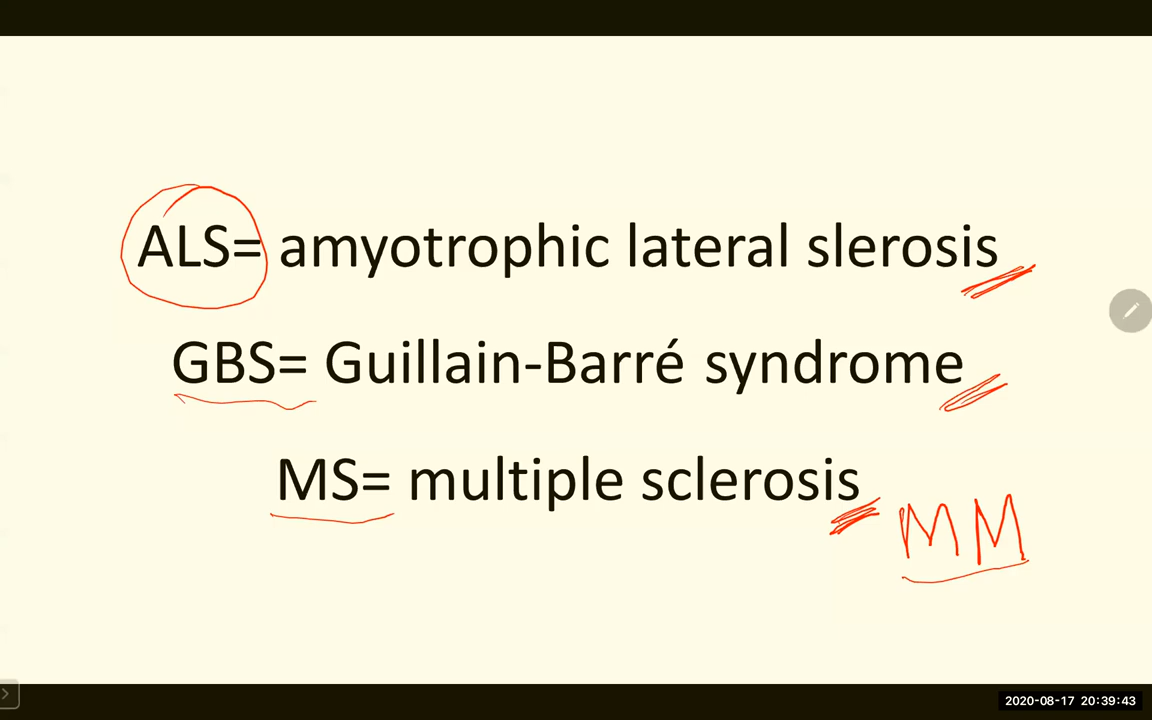 ALS= amyotrophic lateral slerosis
GBS= Guillain-Barré syndrome
MS= multiple sclerosis
MM
2020-08-17 20:39:43